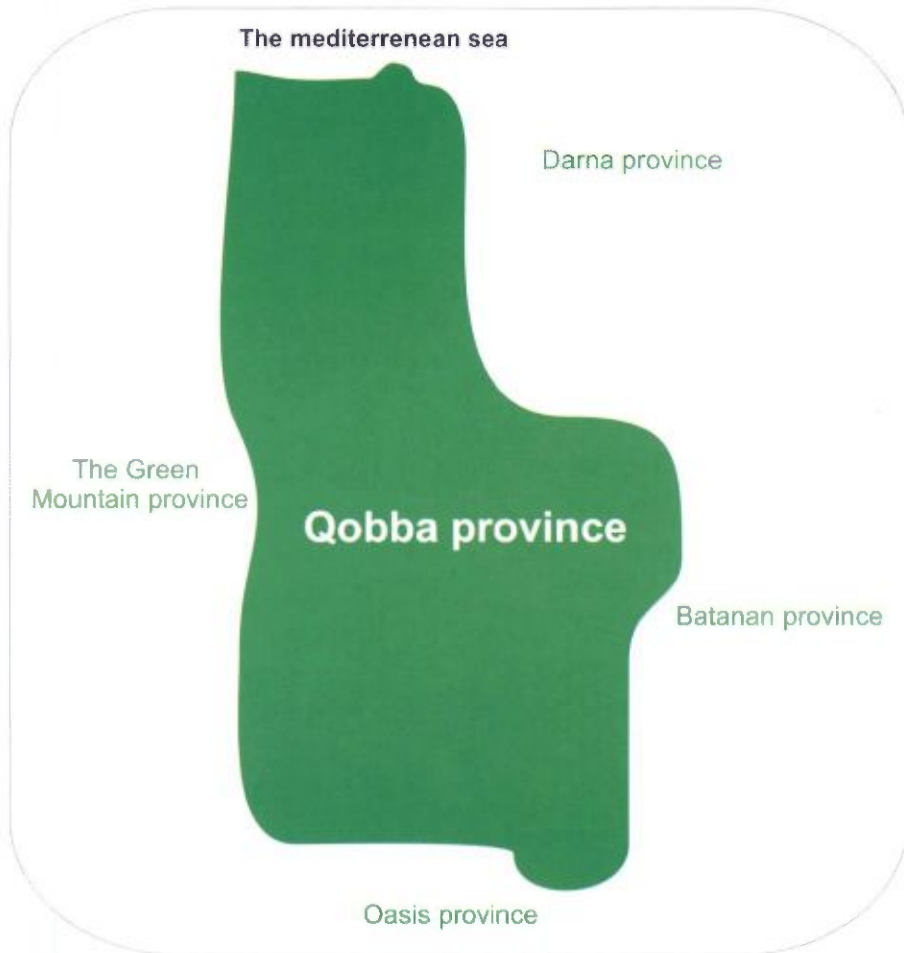 The mediterrenean sea
Darna province
The Green
Mountain province
Qobba province
Batanan province
Oasis province